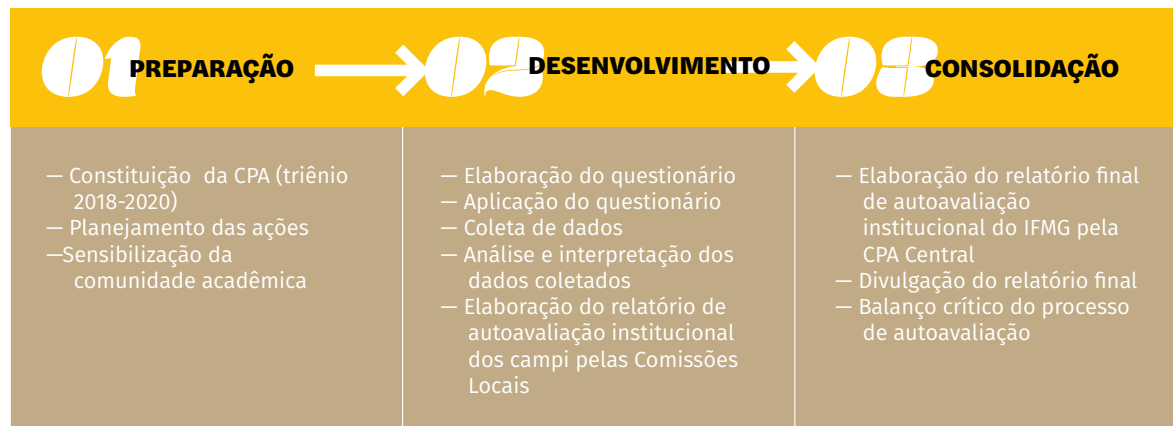 01 PREPARAÇÃO
— Constituição da CPA (triênio
2018-2020)
— Planejamento das ações
—Sensibilização da
comunidade acadêmica
02 DESENVOLVIMENTO
— Elaboração do questionário
— Aplicação do questionário
— Coleta de dados
— Análise e interpretação dos
dados coletados
— Elaboração do relatório de
autoavaliação institucional
dos campi pelas Comissões
Locais
03 CONSOLIDAÇÃO
— Elaboração do relatório final
de autoavaliação
institucional do IFMG pela
CPA Central
— Divulgação do relatório final
— Balanço crítico do processo
de autoavaliação